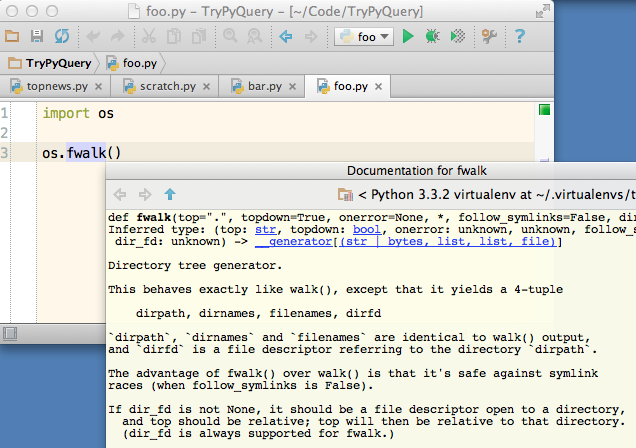 foo.py – TryPyQuery – [~/Code/TryPyQuery]
foo
TryPyQuery
foo.py
topnews.py
scratch.py
bar.py
foo.py
1 import os
2
3 os.fwalk()
Documentation for fwalk
< Python 3.3.2 virtualenv at ~/.virtualenvs/t
def fwalk(top=".", topdown=True, onerror=None, *, follow_symlinks=False, dir
Inferred type: (top: str, topdown: bool, onerror: unknown, unknown, follow_s
dir_fd: unknown) -> __generator[(str | bytes, list, list, file)]
Directory tree generator.
This behaves exactly like walk(), except that it yields a 4-tuple
dirpath, dirnames, filenames, dirfd
`dirpath`, `dirnames` and `filenames` are identical to walk() output,
and `dirfd` is a file descriptor referring to the directory `dirpath`.
The advantage of fwalk() over walk() is that it's safe against symlink
races (when follow_symlinks is False).
If dir_fd is not None, it should be a file descriptor open to a directory,
and top should be relative; top will then be relative to that directory.
(dir_fd is always supported for fwalk.)